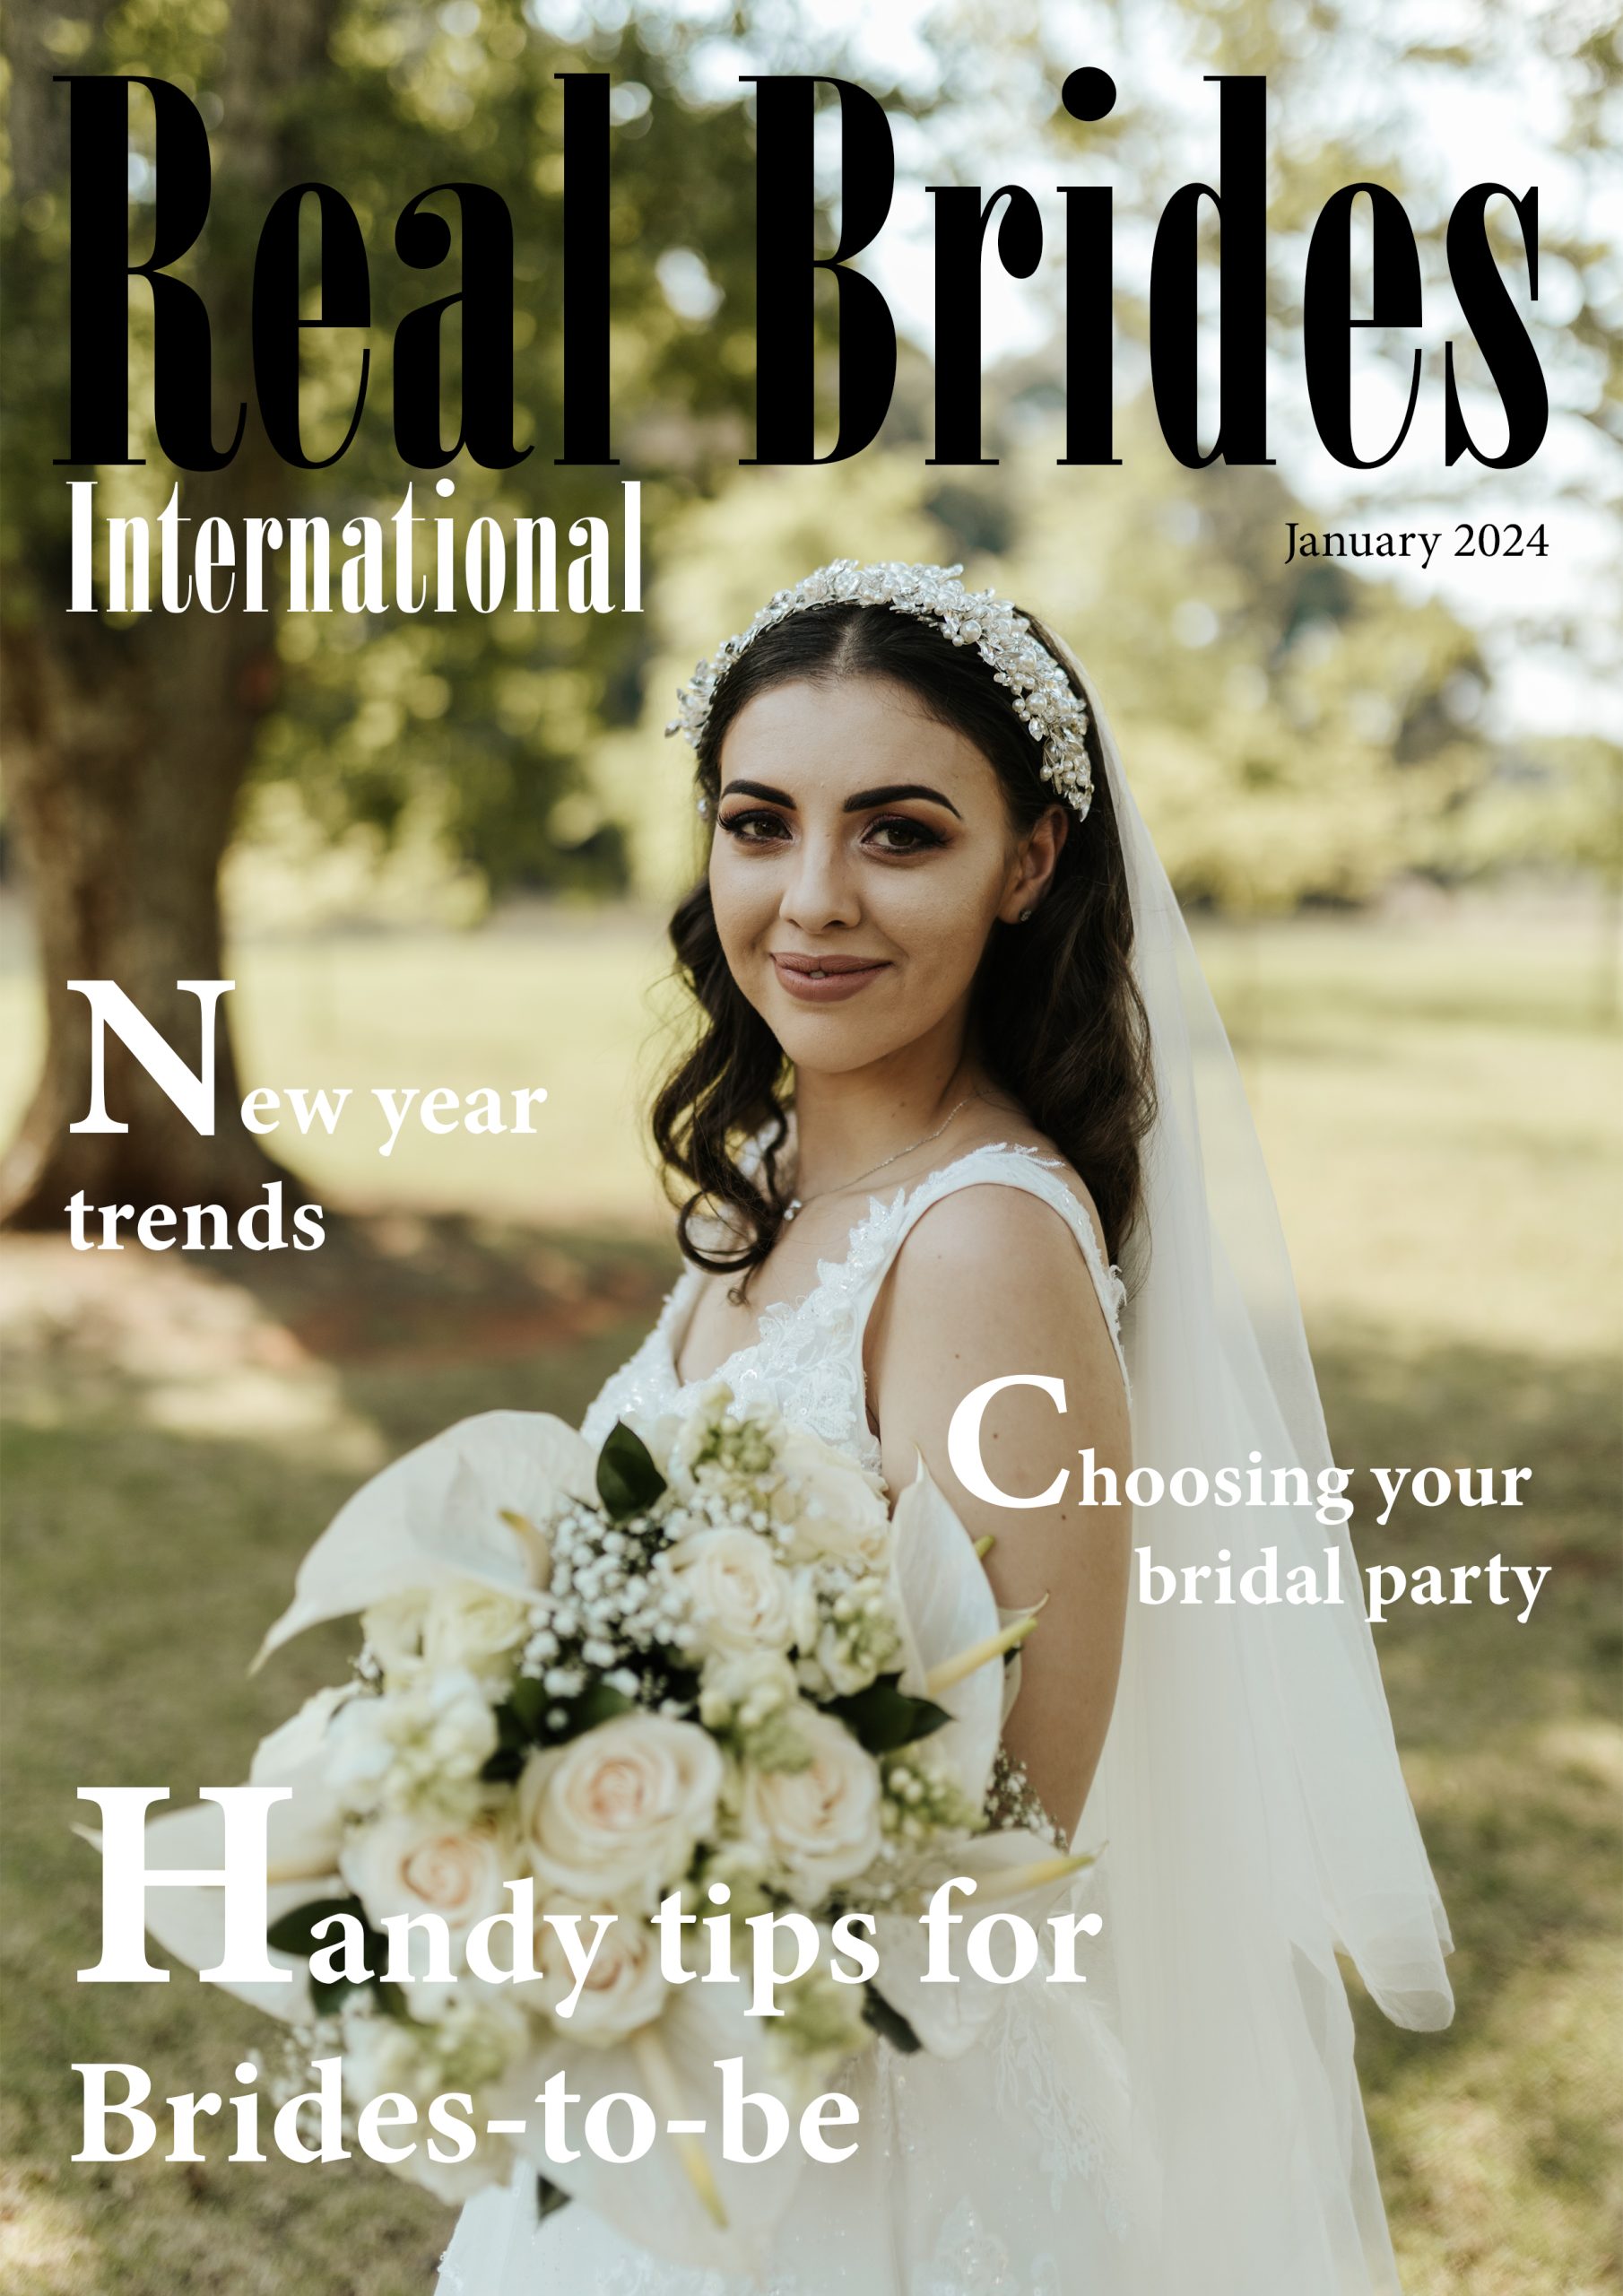 Real Brides
International
January 2024
New year
trends
Choosing your
bridal party
Handy tips for
Brides-to-be